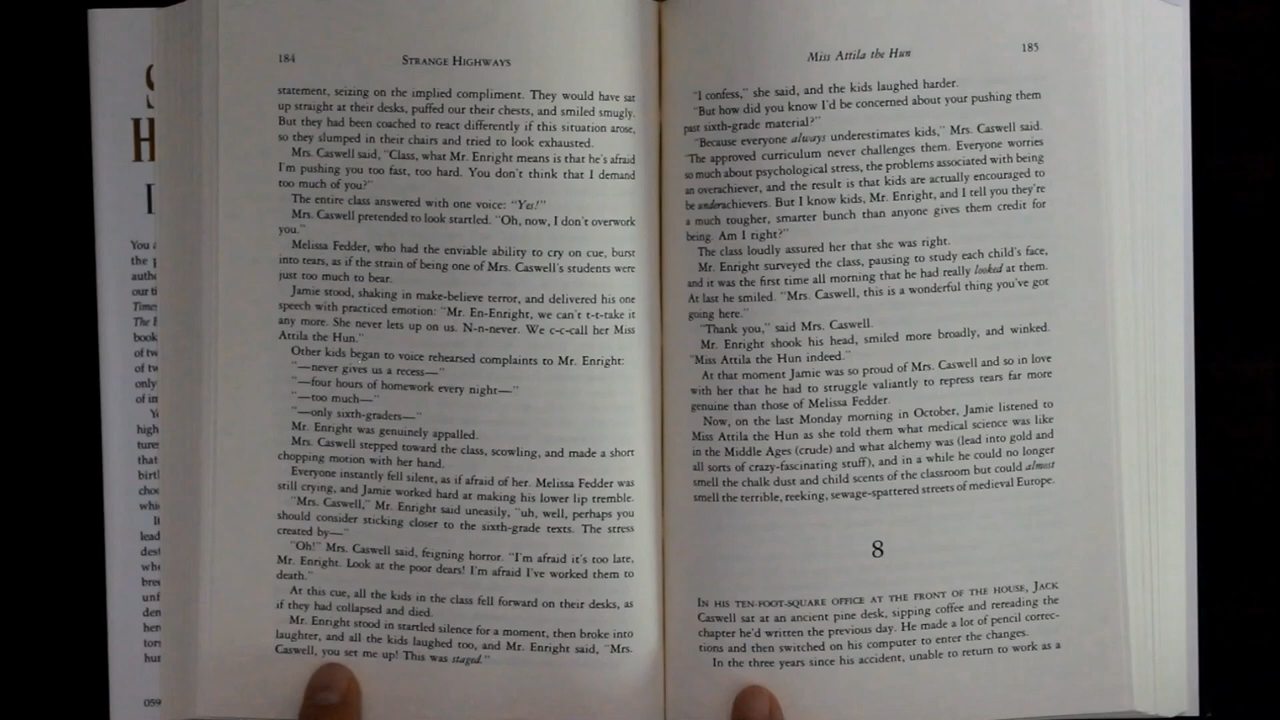 S
H
D
You a
the p
autho
our ti
Times
The B
book
of tw
of tw
only
of im
Yo
high
tures
that
birt
choc
whi
It
lead
dest
whe
bree
unf
den
hen
tors
hur
059
184
STRANGE HIGHWAYS
statement, seizing on the implied compliment. They would have sat
up straight at their desks, puffed our their chests, and smiled smugly.
But they had been coached to react differently if this situation arose,
so they slumped in their chairs and tried to look exhausted.
Mrs. Caswell said, "Class, what Mr. Enright means is that he's afraid
I'm pushing you too fast, too hard. You don't think that I demand
too much of you?"
The entire class answered with one voice: "Yes!"
Mrs. Caswell pretended to look startled. "Oh, now, I don't overwork
you."
Melissa Fedder, who had the enviable ability to cry on cue, burst
into tears, as if the strain of being one of Mrs. Caswell's students were
just too much to bear.
Jamie stood, shaking in make-believe terror, and delivered his one
speech with practiced emotion: "Mr. En-Enright, we can't t-t-take it
any more. She never lets up on us. N-n-never. We c-c-call her Miss
Attila the Hun."
Other kids began to voice rehearsed complaints to Mr. Enright:
"—never gives us a recess—"
"—four hours of homework every night—"
"—too much—"
"—only sixth-graders—"
Mr. Enright was genuinely appalled.
Mrs. Caswell stepped toward the class, scowling, and made a short
chopping motion with her hand.
Everyone instantly fell silent, as if afraid of her. Melissa Fedder was
still crying, and Jamie worked hard at making his lower lip tremble.
"Mrs. Caswell," Mr. Enright said uneasily, "uh, well, perhaps you
should consider sticking closer to the sixth-grade texts. The stress
created by—"
"Oh!" Mrs. Caswell said, feigning horror. "I'm afraid it's too late,
Mr. Enright. Look at the poor dears! I'm afraid I've worked them to
death."
At this cue, all the kids in the class fell forward on their desks, as
if they had collapsed and died.
Mr. Enright stood in startled silence for a moment, then broke into
laughter, and all the kids laughed too, and Mr. Enright said, "Mrs.
Caswell, you set me up! This was staged."
Miss Attila the Hun
185
"I confess," she said, and the kids laughed harder.
"But how did you know I'd be concerned about your pushing them
past sixth-grade material?"
"Because everyone always underestimates kids," Mrs. Caswell said.
"The approved curriculum never challenges them. Everyone worries
so much about psychological stress, the problems associated with being
an overachiever, and the result is that kids are actually encouraged to
be underachievers. But I know kids, Mr. Enright, and I tell you they're
a much tougher, smarter bunch than anyone gives them credit for
being. Am I right?"
The class loudly assured her that she was right.
Mr. Enright surveyed the class, pausing to study each child's face,
and it was the first time all morning that he had really looked at them.
At last he smiled. "Mrs. Caswell, this is a wonderful thing you've got
going here."
"Thank you," said Mrs. Caswell.
Mr. Enright shook his head, smiled more broadly, and winked.
"Miss Attila the Hun indeed."
At that moment Jamie was so proud of Mrs. Caswell and so in love
with her that he had to struggle valiantly to repress tears far more
genuine than those of Melissa Fedder.
Now, on the last Monday morning in October, Jamie listened to
Miss Attila the Hun as she told them what medical science was like
in the Middle Ages (crude) and what alchemy was (lead into gold and
all sorts of crazy-fascinating stuff), and in a while he could no longer
smell the chalk dust and child scents of the classroom but could almost
smell the terrible, reeking, sewage-spattered streets of medieval Europe.
8
IN HIS TEN-FOOT-SQUARE OFFICE AT THE FRONT OF THE HOUSE, JACK
Caswell sat at an ancient pine desk, sipping coffee and rereading the
chapter he'd written the previous day. He made a lot of pencil correc-
tions and then switched on his computer to enter the changes.
In the three years since his accident, unable to return to work as a